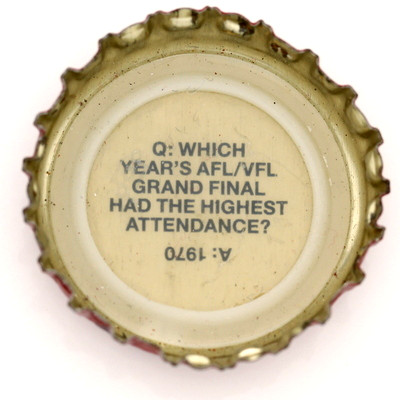 Q: WHICH
YEAR'S AFL/VFL
GRAND FINAL
HAD THE HIGHEST
ATTENDANCE?
A: 1970